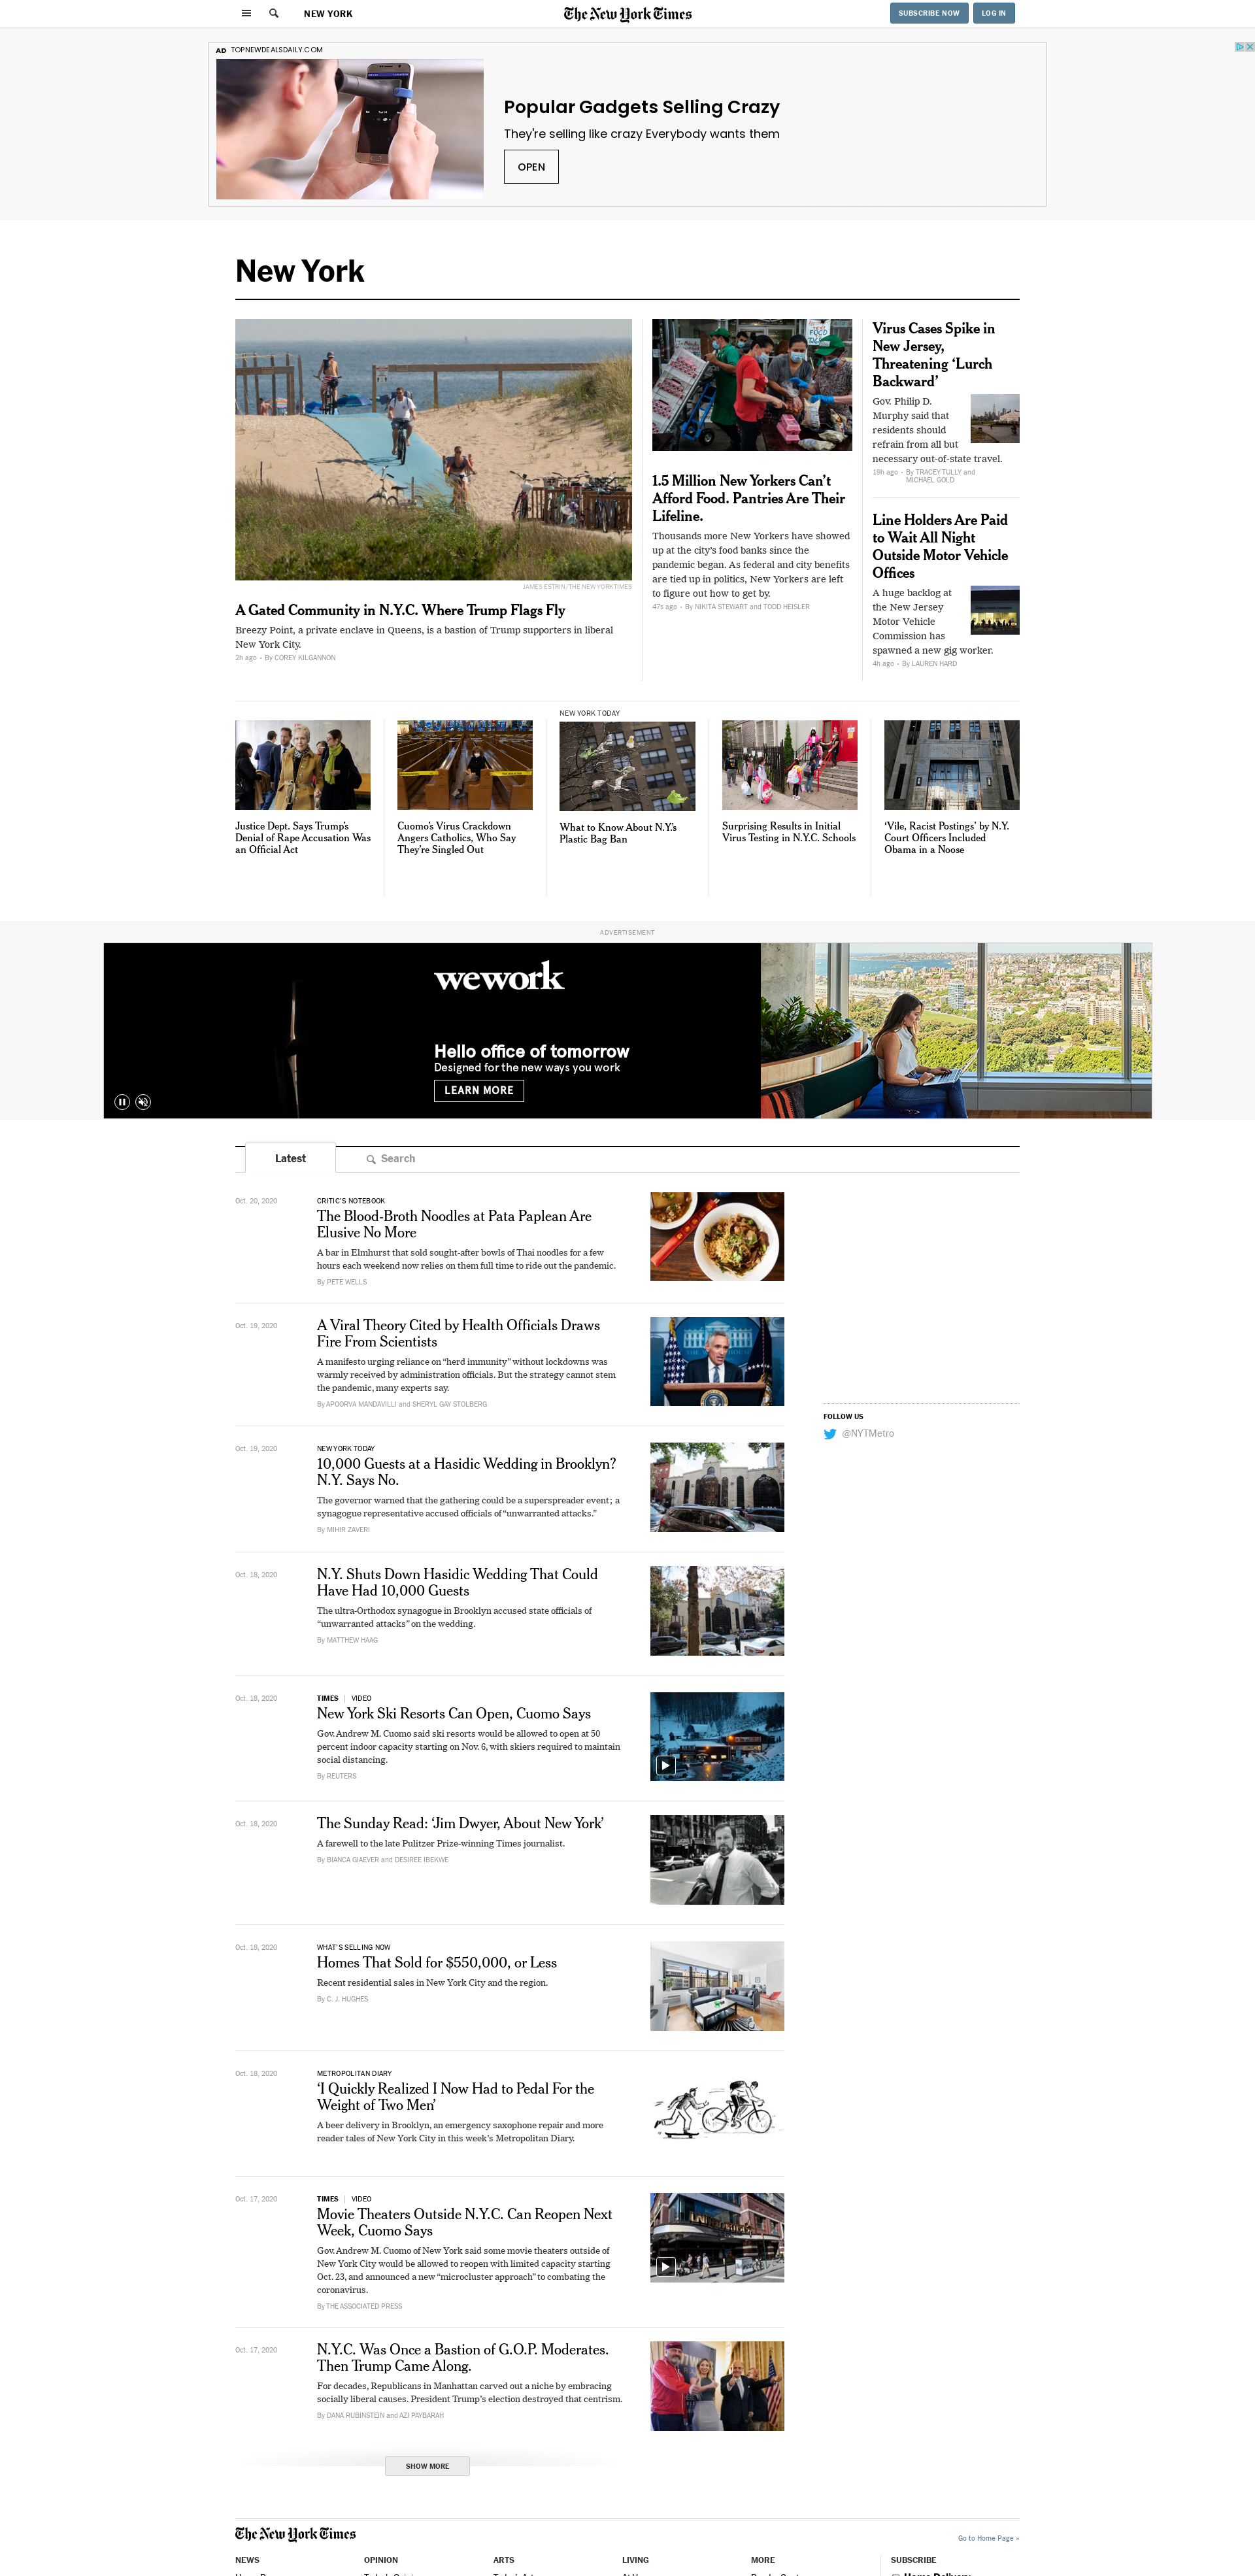 NEW YORK
The New York Times
SUBSCRIBE NOW
LOG IN
AD TOPNEWDEALSDAILY.COM
Popular Gadgets Selling Crazy
They're selling like crazy Everybody wants them
OPEN
New York
JAMES ESTRIN/THE NEW YORK TIMES
A Gated Community in N.Y.C. Where Trump Flags Fly
Breezy Point, a private enclave in Queens, is a bastion of Trump supporters in liberal
New York City.
2h ago - By COREY KILGANNON
1.5 Million New Yorkers Can't
Afford Food. Pantries Are Their
Lifeline.
Thousands more New Yorkers have showed
up at the city's food banks since the
pandemic began. As federal and city benefits
are tied up in politics, New Yorkers are left
to figure out how to get by.
47s ago - By NIKITA STEWART and TODD HEISLER
Virus Cases Spike in
New Jersey,
Threatening ‘Lurch
Backward’
Gov. Philip D.
Murphy said that
residents should
refrain from all but
necessary out-of-state travel.
19h ago - By TRACEY TULLY and
MICHAEL GOLD
Line Holders Are Paid
to Wait All Night
Outside Motor Vehicle
Offices
A huge backlog at
the New Jersey
Motor Vehicle
Commission has
spawned a new gig worker.
4h ago - By LAUREN HARD
Justice Dept. Says Trump’s
Denial of Rape Accusation Was
an Official Act
Cuomo’s Virus Crackdown
Angers Catholics, Who Say
They’re Singled Out
NEW YORK TODAY
What to Know About N.Y.’s
Plastic Bag Ban
Surprising Results in Initial
Virus Testing in N.Y.C. Schools
‘Vile, Racist Postings’ by N.Y.
Court Officers Included
Obama in a Noose
ADVERTISEMENT
wework
Hello office of tomorrow
Designed for the new ways you work
LEARN MORE
Latest
Search
Oct. 20, 2020
CRITIC'S NOTEBOOK
The Blood-Broth Noodles at Pata Paplean Are
Elusive No More
A bar in Elmhurst that sold sought-after bowls of Thai noodles for a few
hours each weekend now relies on them full time to ride out the pandemic.
By PETE WELLS
Oct. 19, 2020
A Viral Theory Cited by Health Officials Draws
Fire From Scientists
A manifesto urging reliance on “herd immunity” without lockdowns was
warmly received by administration officials. But the strategy cannot stem
the pandemic, many experts say.
By APOORVA MANDAVILLI and SHERYL GAY STOLBERG
FOLLOW US
@NYTMetro
Oct. 19, 2020
NEW YORK TODAY
10,000 Guests at a Hasidic Wedding in Brooklyn?
N.Y. Says No.
The governor warned that the gathering could be a superspreader event; a
synagogue representative accused officials of “unwarranted attacks.”
By MIHIR ZAVERI
Oct. 18, 2020
N.Y. Shuts Down Hasidic Wedding That Could
Have Had 10,000 Guests
The ultra-Orthodox synagogue in Brooklyn accused state officials of
“unwarranted attacks” on the wedding.
By MATTHEW HAAG
Oct. 18, 2020
TIMES | VIDEO
New York Ski Resorts Can Open, Cuomo Says
Gov. Andrew M. Cuomo said ski resorts would be allowed to open at 50
percent indoor capacity starting on Nov. 6, with skiers required to maintain
social distancing.
By REUTERS
Oct. 18, 2020
The Sunday Read: ‘Jim Dwyer, About New York’
A farewell to the late Pulitzer Prize-winning Times journalist.
By BIANCA GIAEVER and DESIREE IBEKWE
Oct. 18, 2020
WHAT'S SELLING NOW
Homes That Sold for $550,000, or Less
Recent residential sales in New York City and the region.
By C. J. HUGHES
Oct. 18, 2020
METROPOLITAN DIARY
‘I Quickly Realized I Now Had to Pedal For the
Weight of Two Men’
A beer delivery in Brooklyn, an emergency saxophone repair and more
reader tales of New York City in this week’s Metropolitan Diary.
Oct. 17, 2020
TIMES | VIDEO
Movie Theaters Outside N.Y.C. Can Reopen Next
Week, Cuomo Says
Gov. Andrew M. Cuomo of New York said some movie theaters outside of
New York City would be allowed to reopen with limited capacity starting
Oct. 23, and announced a new “microcluster approach” to combating the
coronavirus.
By THE ASSOCIATED PRESS
Oct. 17, 2020
N.Y.C. Was Once a Bastion of G.O.P. Moderates.
Then Trump Came Along.
For decades, Republicans in Manhattan carved out a niche by embracing
socially liberal causes. President Trump’s election destroyed that centrism.
By DANA RUBINSTEIN and AZI PAYBARAH
SHOW MORE
The New York Times
Go to Home Page »
NEWS
OPINION
ARTS
LIVING
MORE
SUBSCRIBE